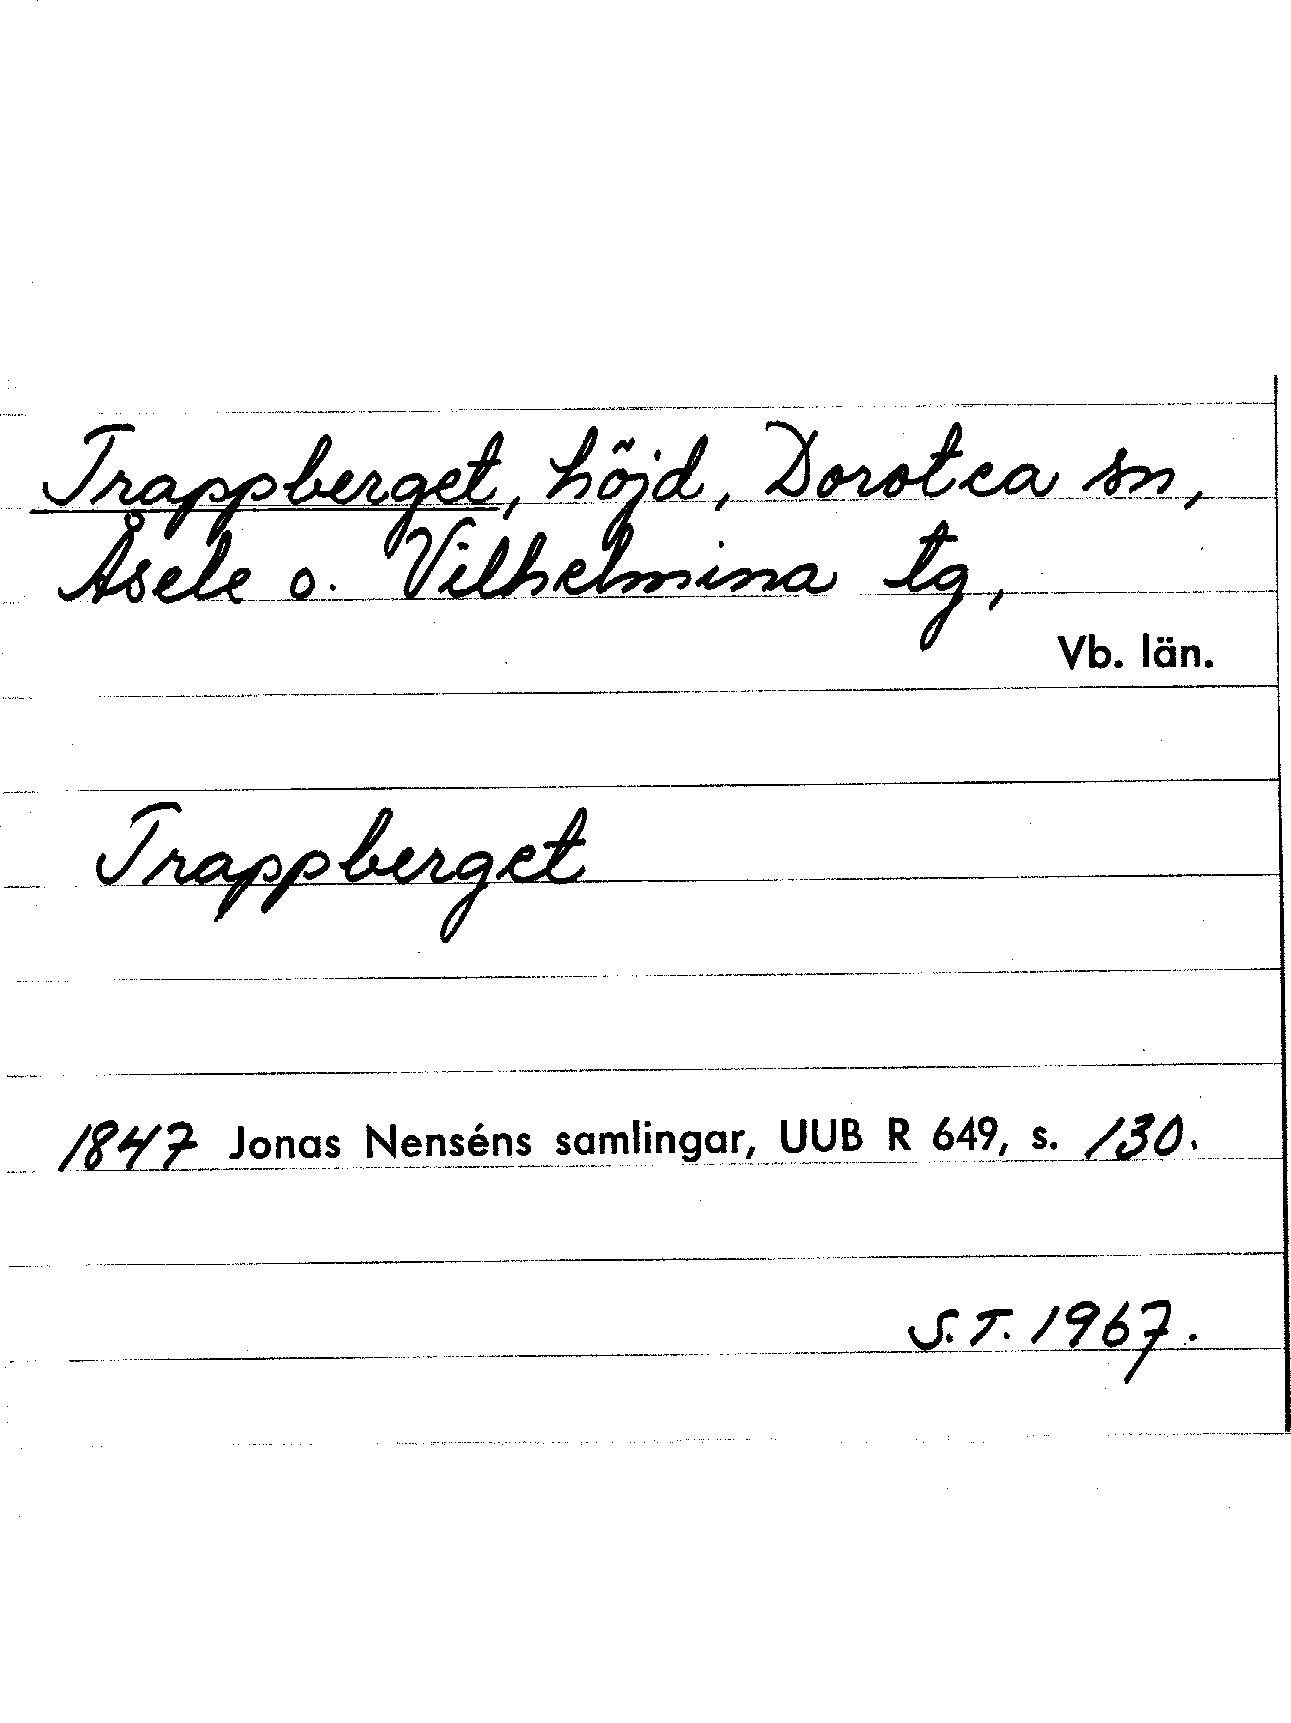 Trappberget, höjd, Dorotea sn,
Åsele o. Vilhelmina tg,
Vb. län.
Trappberget
1847 Jonas Nenséns samlingar, UUB R 649, s. 130.
S.T. 1967.